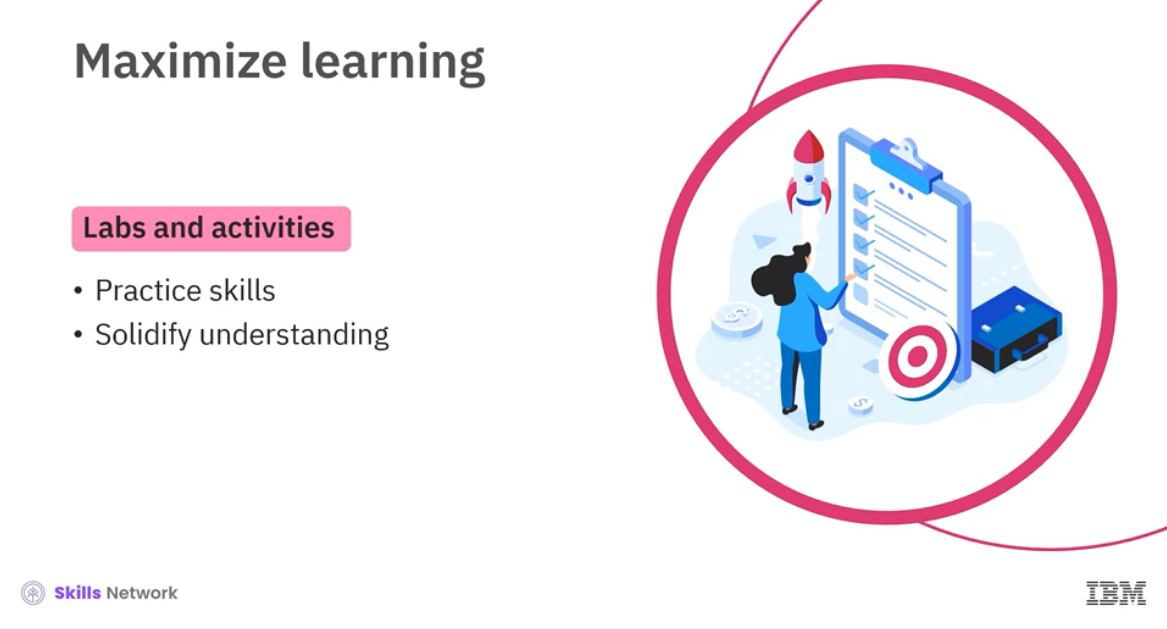 Maximize learning
Labs and activities
• Practice skills
• Solidify understanding
Skills Network
IBM